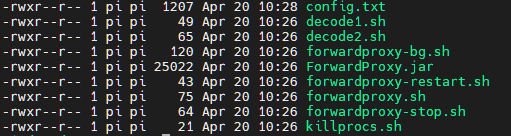 -rwxr--r-- 1 pi pi  1207 Apr 20 10:28 config.txt
-rwxr--r-- 1 pi pi    49 Apr 20 10:26 decode1.sh
-rwxr--r-- 1 pi pi    65 Apr 20 10:26 decode2.sh
-rwxr--r-- 1 pi pi   120 Apr 20 10:26 forwardproxy-bg.sh
-rwxr--r-- 1 pi pi 25022 Apr 20 10:26 ForwardProxy.jar
-rwxr--r-- 1 pi pi    43 Apr 20 10:26 forwardproxy-restart.sh
-rwxr--r-- 1 pi pi    75 Apr 20 10:26 forwardproxy.sh
-rwxr--r-- 1 pi pi    64 Apr 20 10:26 forwardproxy-stop.sh
-rwxr--r-- 1 pi pi    21 Apr 20 10:26 killprocs.sh